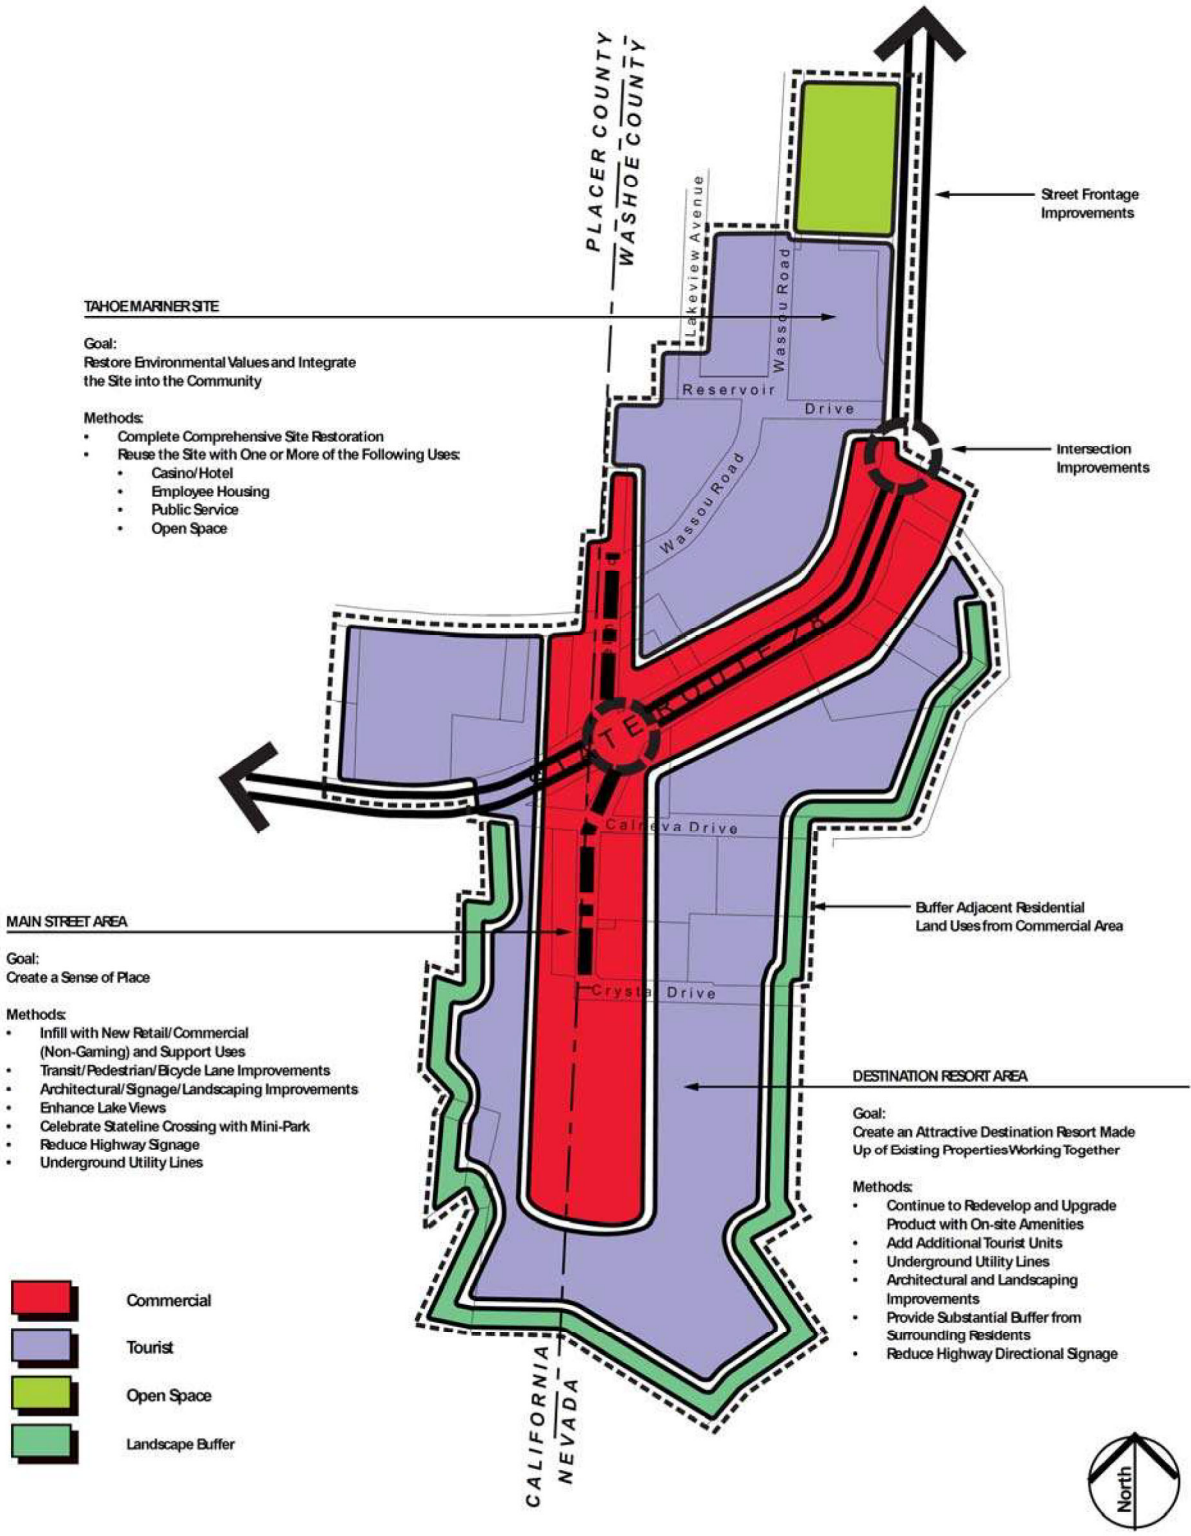 PLACER COUNTY
WASHOE COUNTY
Street Frontage
Improvements
Lakeview Avenue
Wassou Road
TAHOE MARINER SITE
Goal:
Restore Environmental Values and Integrate
the Site into the Community
Methods:
• Complete Comprehensive Site Restoration
• Reuse the Site with One or More of the Following Uses:
• Casino/Hotel
• Employee Housing
• Public Service
• Open Space
Reservoir
Drive
Intersection
Improvements
Wassou Road
STATE ROUTE 28
Calneva Drive
Buffer Adjacent Residential
Land Uses from Commercial Area
MAIN STREET AREA
Goal:
Create a Sense of Place
Methods:
• Infill with New Retail/Commercial
(Non-Gaming) and Support Uses
• Transit/Pedestrian/Bicycle Lane Improvements
• Architectural/Signage/Landscaping Improvements
• Enhance Lake Views
• Celebrate Stateline Crossing with Mini-Park
• Reduce Highway Signage
• Underground Utility Lines
Crystal Drive
DESTINATION RESORT AREA
Goal:
Create an Attractive Destination Resort Made
Up of Existing Properties Working Together
Methods:
• Continue to Redevelop and Upgrade
Product with On-site Amenities
• Add Additional Tourist Units
• Underground Utility Lines
• Architectural and Landscaping
Improvements
• Provide Substantial Buffer from
Surrounding Residents
• Reduce Highway Directional Signage
Commercial
Tourist
Open Space
Landscape Buffer
CALIFORNIA
NEVADA
North